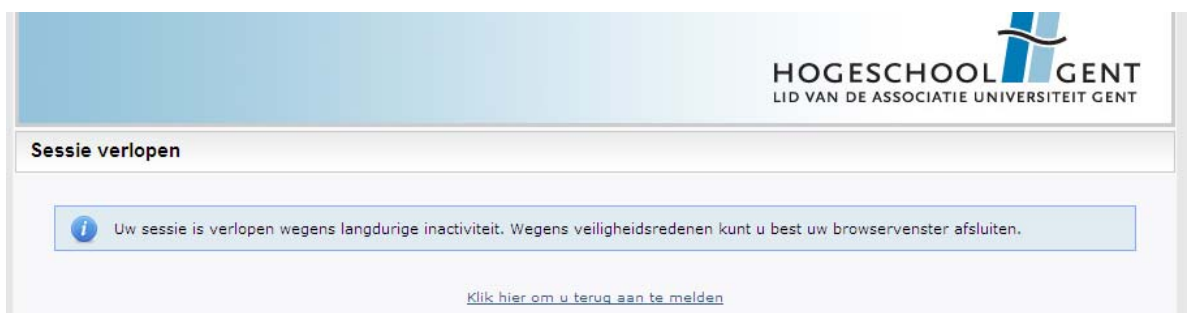 HOGESCHOOL GENT
LID VAN DE ASSOCIATIE UNIVERSITEIT GENT
Sessie verlopen
Uw sessie is verlopen wegens langdurige inactiviteit. Wegens veiligheidsredenen kunt u best uw browservenster afsluiten.
Klik hier om u terug aan te melden